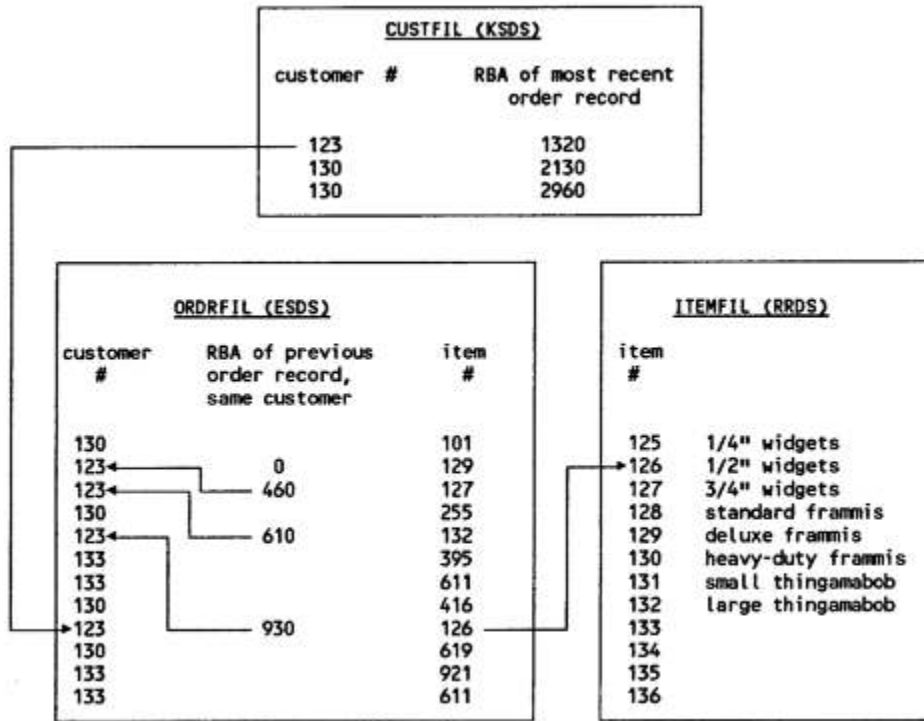 CUSTFIL (KSDS)
customer # RBA of most recent
order record
123 1320
130 2130
130 2960
ORDRFIL (ESDS)
customer RBA of previous item
# order record, #
same customer
130 101
123 0 129
123 460 127
130 255
123 610 132
133 395
133 611
130 416
123 930 126
130 619
133 921
133 611
ITEMFIL (RRDS)
item
#
125 1/4" widgets
126 1/2" widgets
127 3/4" widgets
128 standard frammis
129 deluxe frammis
130 heavy-duty frammis
131 small thingamabob
132 large thingamabob
133
134
135
136